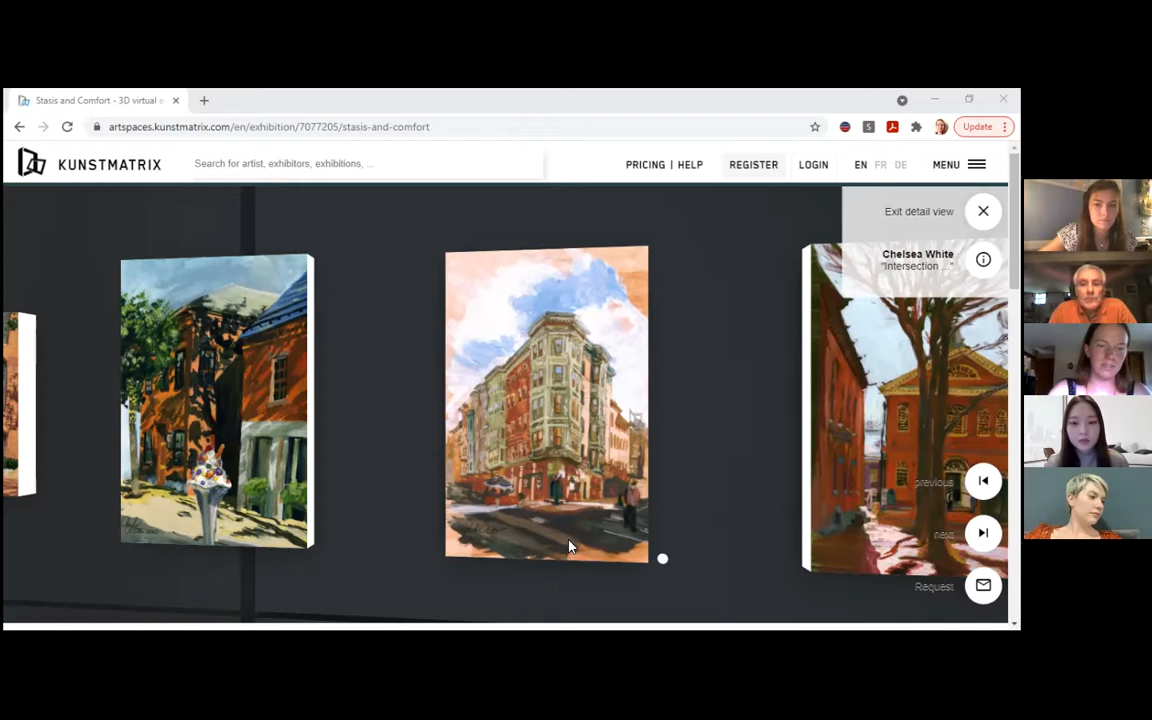 Stasis and Comfort - 3D virtual e
artspaces.kunstmatrix.com/en/exhibition/7077205/stasis-and-comfort
Update
KUNSTMATRIX
Search for artist, exhibitors, exhibitions, ...
PRICING | HELP
REGISTER
LOGIN
EN FR DE
MENU
Exit detail view
Chelsea White
"Intersection ..."
previous
next
Request